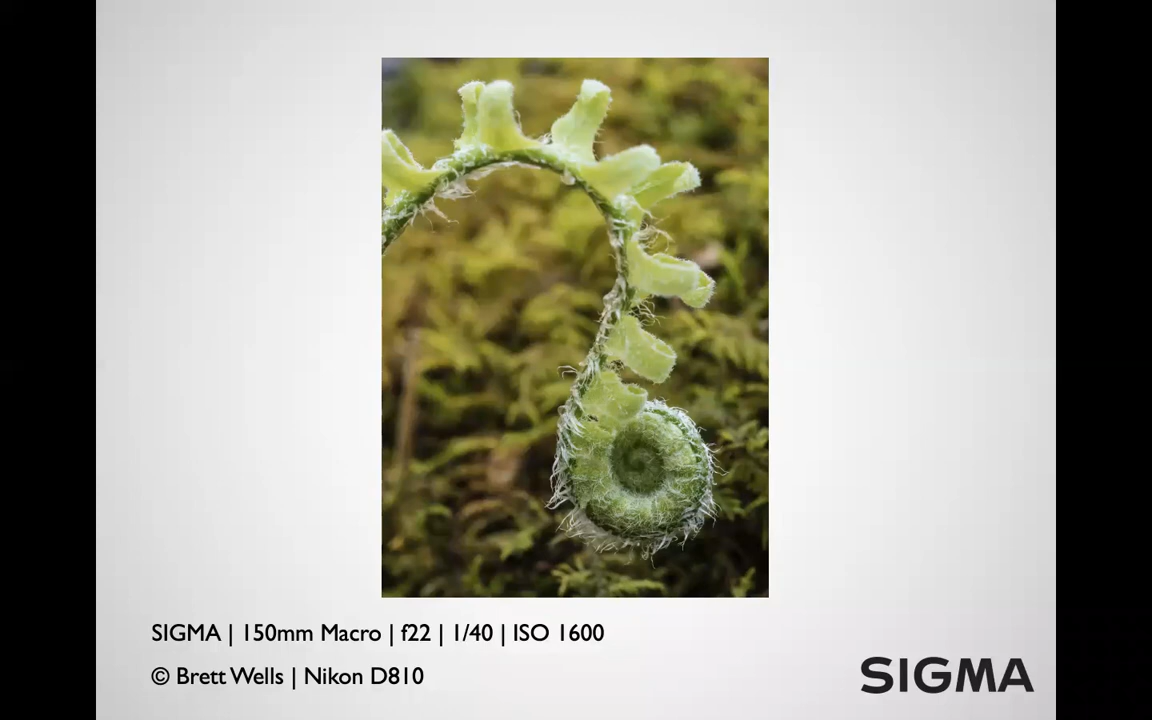 SIGMA | 150mm Macro | f22 | 1/40 | ISO 1600
© Brett Wells | Nikon D810
SIGMA